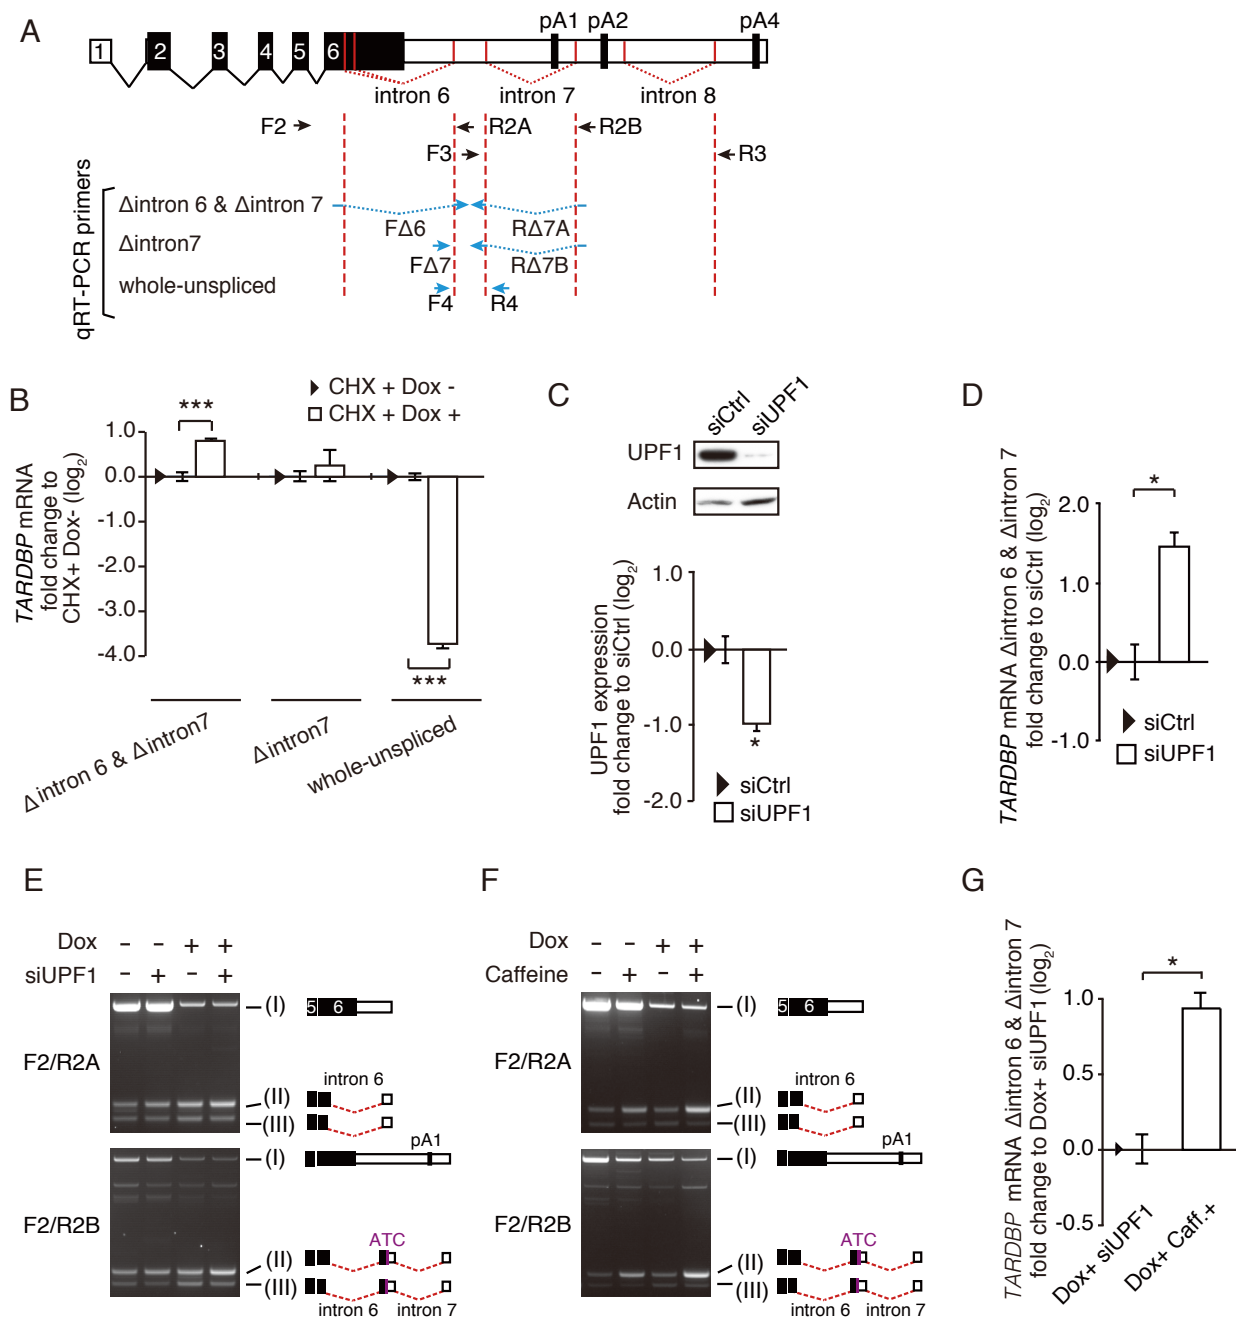 A
pA1 pA2 pA4
1 2 3 4 5 6
intron 6 intron 7 intron 8
F2 R2A R2B
F3 R3
qRT-PCR primers
Δintron 6 & Δintron 7
FΔ6 RΔ7A
Δintron7
FΔ7 RΔ7B
whole-unspliced
F4 R4
B
CHX + Dox -
CHX + Dox +
TARDBP mRNA
fold change to
CHX+ Dox- (log2)
1.0
0.0
-1.0
-2.0
-3.0
-4.0
***
***
Δintron 6 & Δintron7
Δintron7
whole-unspliced
C
siCtrl siUPF1
UPF1
Actin
UPF1 expression
fold change to siCtrl (log2)
1.0
0.0
-1.0
-2.0
*
siCtrl
siUPF1
D
TARDBP mRNA Δintron 6 & Δintron 7
fold change to siCtrl (log2)
2.0
1.0
0.0
-1.0
*
siCtrl
siUPF1
E
Dox - - + +
siUPF1 - + - +
F2/R2A
(I)
5 6
intron 6
(II)
(III)
pA1
F2/R2B
(I)
ATC
(II)
(III)
intron 6 intron 7
F
Dox - - + +
Caffeine - + - +
F2/R2A
(I)
5 6
intron 6
(II)
(III)
pA1
F2/R2B
(I)
ATC
(II)
(III)
intron 6 intron 7
G
TARDBP mRNA Δintron 6 & Δintron 7
fold change to Dox+ siUPF1 (log2)
1.0
0.5
0.0
-0.5
*
Dox+ siUPF1
Dox+ Caff.+